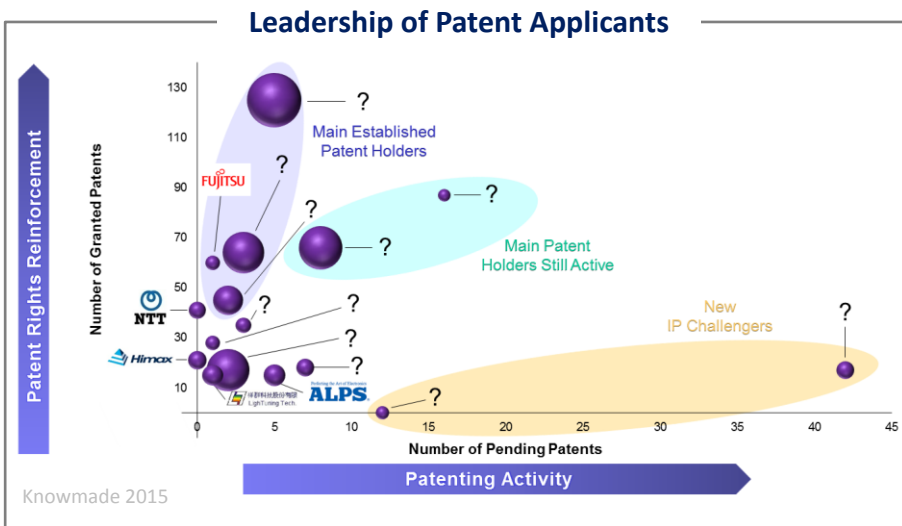 Leadership of Patent Applicants
Patent Rights Reinforcement
Number of Granted Patents
130
110
90
70
50
30
10
0
5
10
15
20
25
30
35
40
45
Number of Pending Patents
Patenting Activity
?
Main Established
Patent Holders
FUJITSU
?
?
?
?
Main Patent
Holders Still Active
NTT
?
?
New
IP Challengers
?
Himax
?
?
?
LighTuning Tech.
ALPS
Knowmade 2015